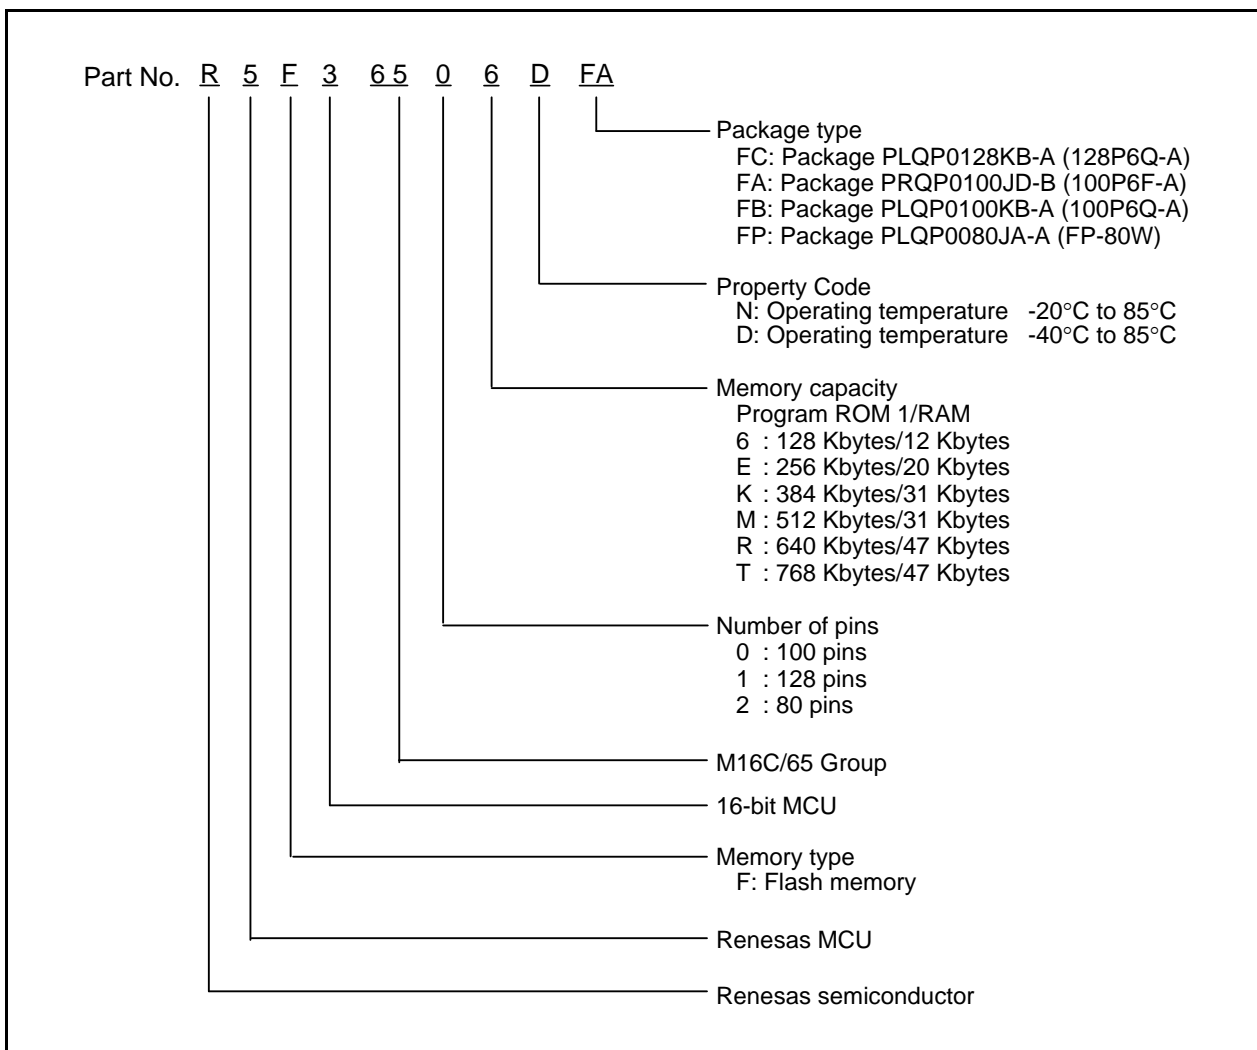 Part No. R 5 F 3 65 0 6 D FA
Package type
FC: Package PLQP0128KB-A (128P6Q-A)
FA: Package PRQP0100JD-B (100P6F-A)
FB: Package PLQP0100KB-A (100P6Q-A)
FP: Package PLQP0080JA-A (FP-80W)
Property Code
N: Operating temperature -20°C to 85°C
D: Operating temperature -40°C to 85°C
Memory capacity
Program ROM 1/RAM
6 : 128 Kbytes/12 Kbytes
E : 256 Kbytes/20 Kbytes
K : 384 Kbytes/31 Kbytes
M : 512 Kbytes/31 Kbytes
R : 640 Kbytes/47 Kbytes
T : 768 Kbytes/47 Kbytes
Number of pins
0 : 100 pins
1 : 128 pins
2 : 80 pins
M16C/65 Group
16-bit MCU
Memory type
F: Flash memory
Renesas MCU
Renesas semiconductor